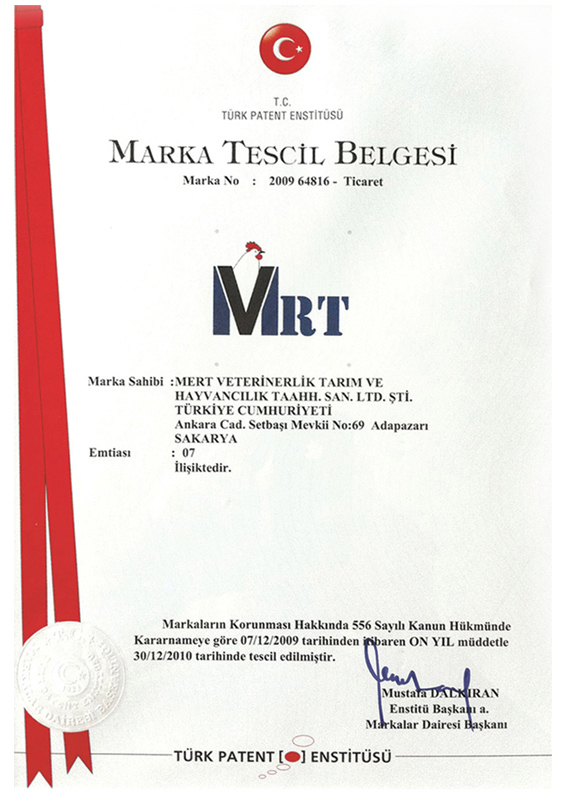 T.C.
TÜRK PATENT ENSTİTÜSÜ
MARKA TESCİL BELGESİ
Marka No : 2009 64816 - Ticaret
MRT
Marka Sahibi :MERT VETERİNERLİK TARIM VE
HAYVANCILIK TAAHH. SAN. LTD. ŞTİ.
TÜRKİYE CUMHURİYETİ
Ankara Cad. Setbaşı Mevkii No:69 Adapazarı
SAKARYA
Emtiası : 07
İlişiktedir.
Markaların Korunması Hakkında 556 Sayılı Kanun Hükmünde
Kararnameye göre 07/12/2009 tarihinden itibaren ON YIL müddetle
30/12/2010 tarihinde tescil edilmiştir.
Mustafa DALKIRAN
Enstitü Başkanı a.
Markalar Dairesi Başkanı
TÜRK PATENT [ ] ENSTİTÜSÜ